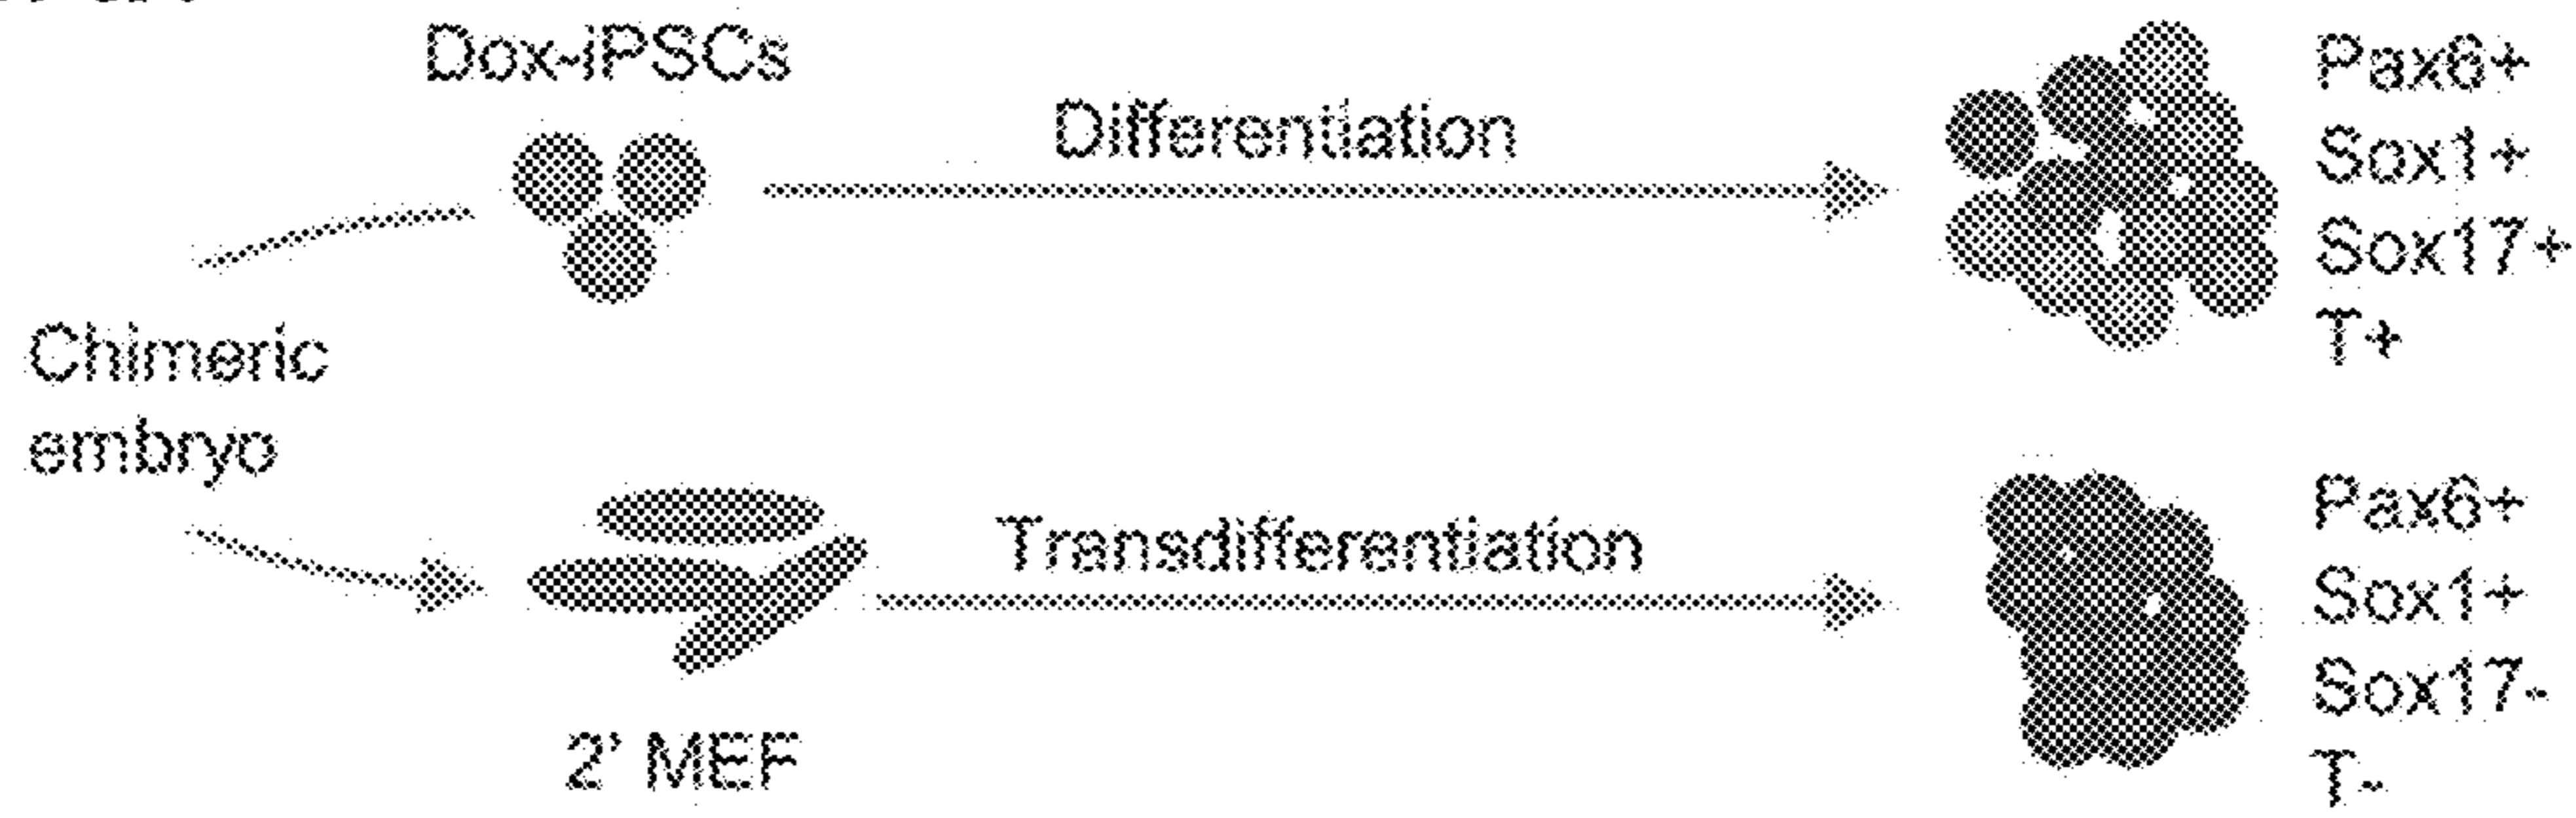 Dox-iPSCs
Differentiation
Pax6+
Sox1+
Sox17+
T+
Chimeric
embryo
Transdifferentiation
Pax6+
Sox1+
Sox17-
T-
2' MEF